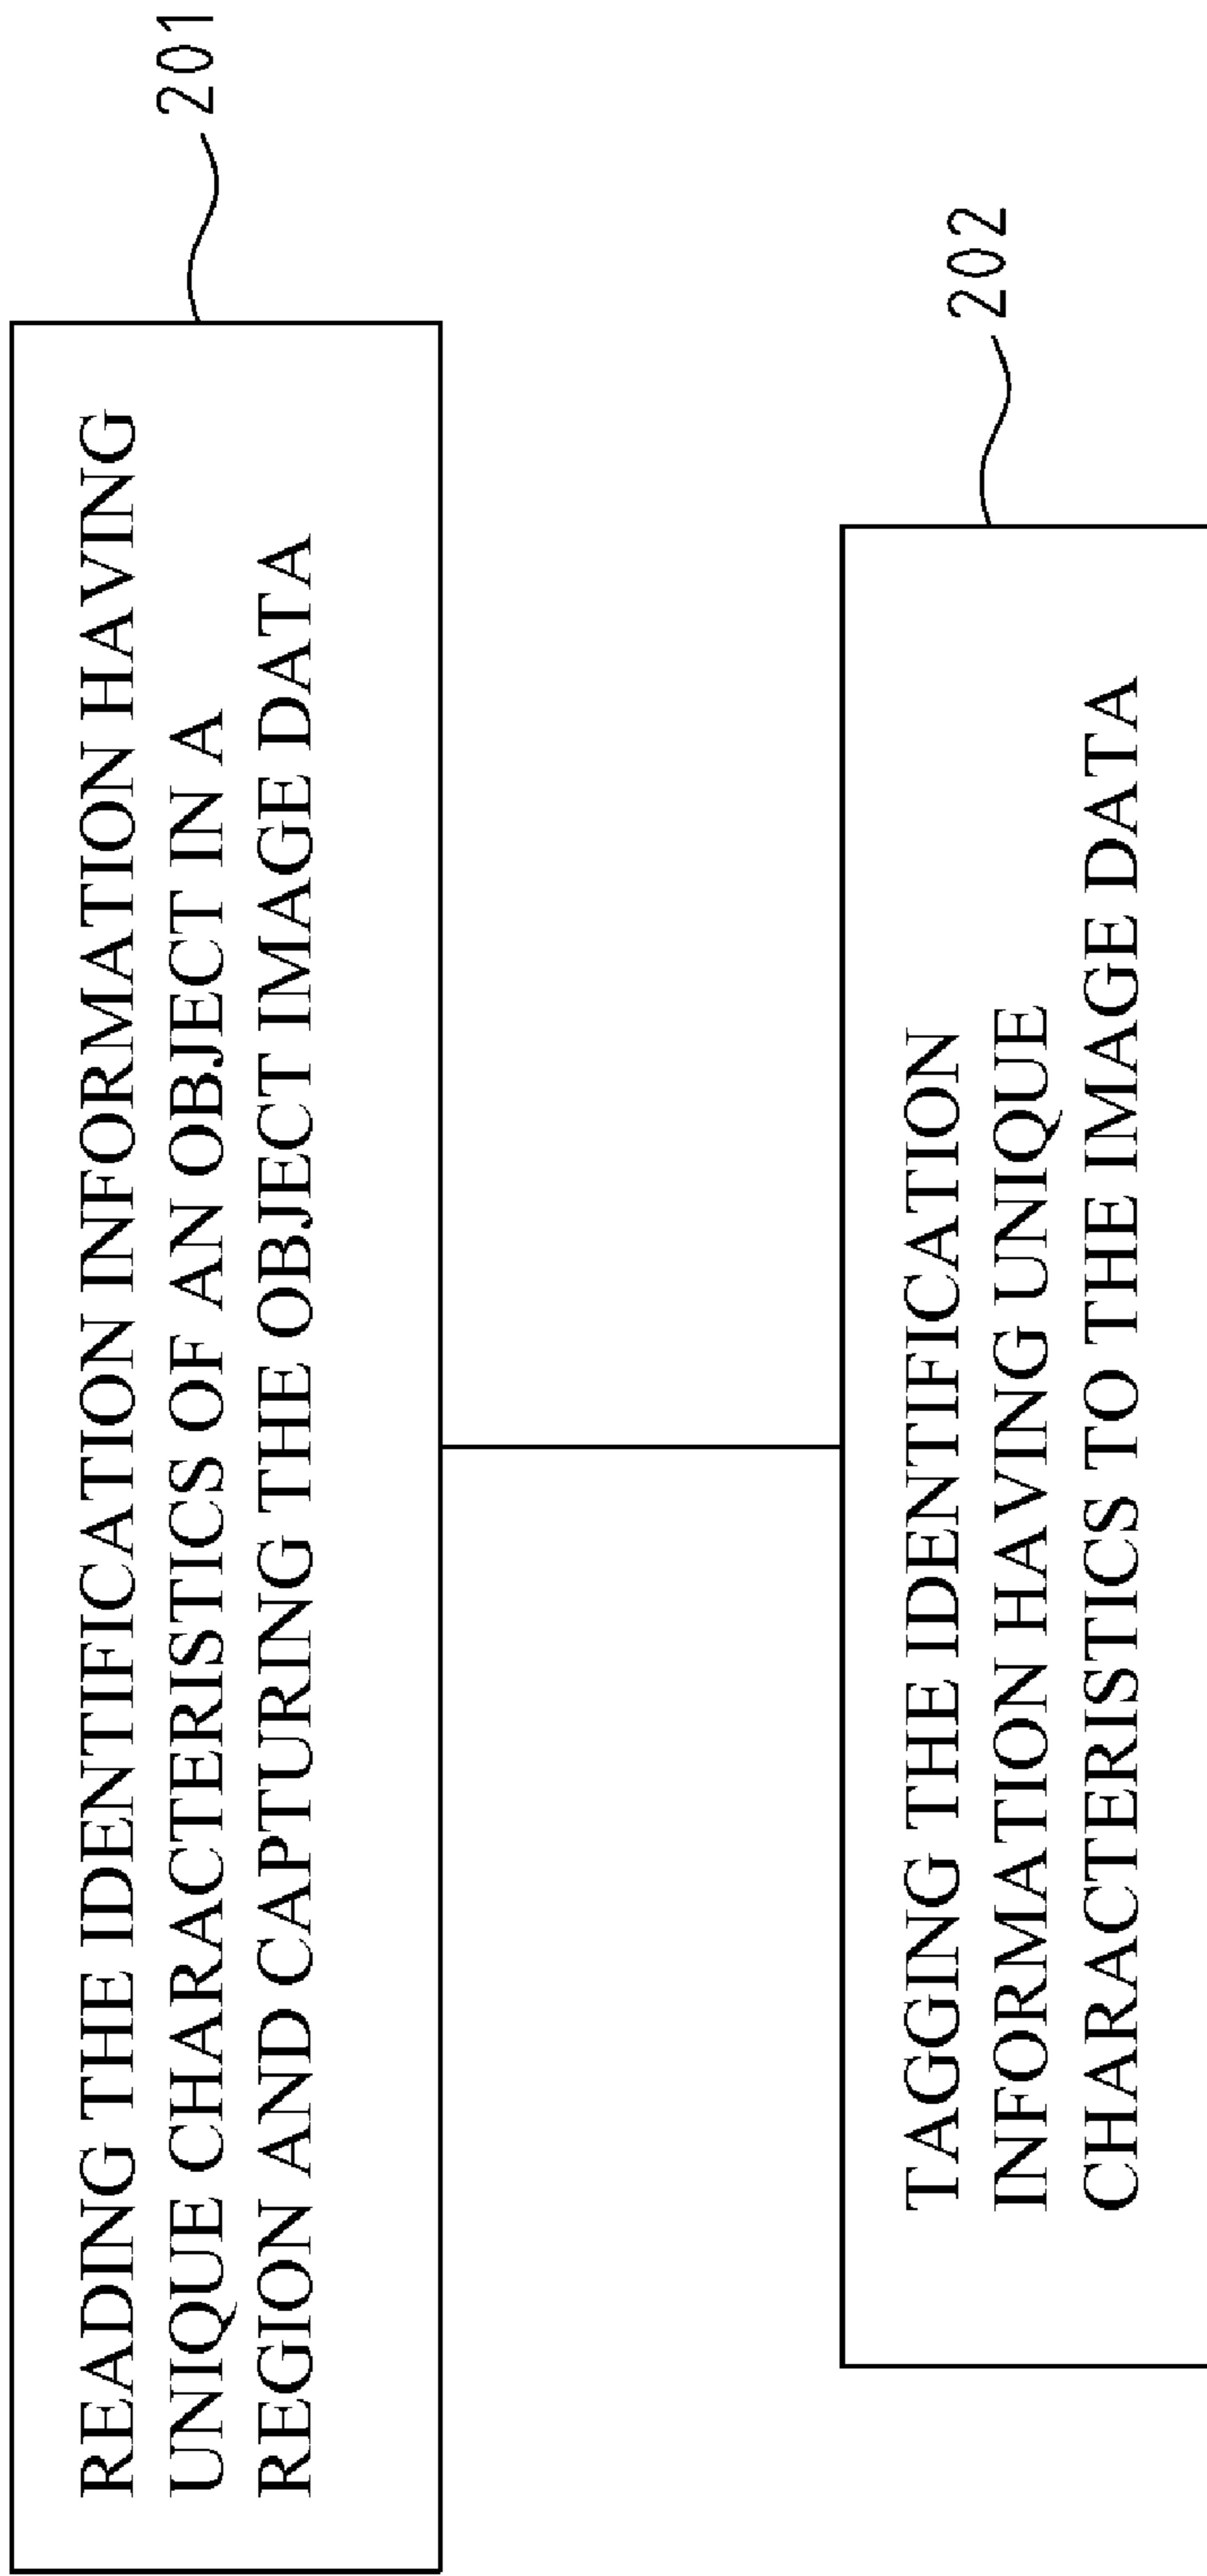 READING THE IDENTIFICATION INFORMATION HAVING
UNIQUE CHARACTERISTICS OF AN OBJECT IN A
REGION AND CAPTURING THE OBJECT IMAGE DATA
201
TAGGING THE IDENTIFICATION
INFORMATION HAVING UNIQUE
CHARACTERISTICS TO THE IMAGE DATA
202